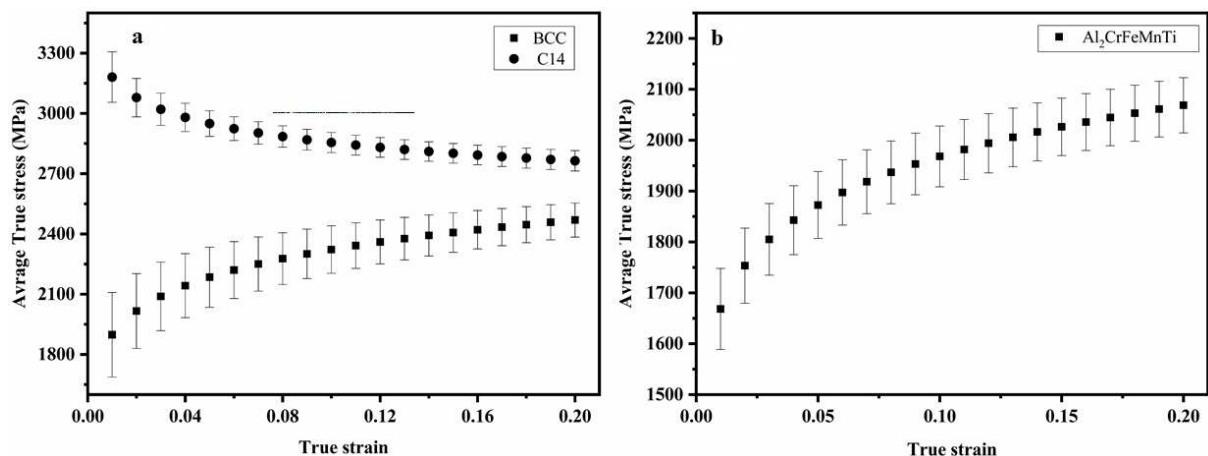 a
BCC
C14
3300
3000
2700
2400
2100
1800
0.00 0.04 0.08 0.12 0.16 0.20
True strain
Avrage True stress (MPa)
b
Al₂CrFeMnTi
2200
2100
2000
1900
1800
1700
1600
1500
0.00 0.05 0.10 0.15 0.20
True strain
Avrage True stress (MPa)